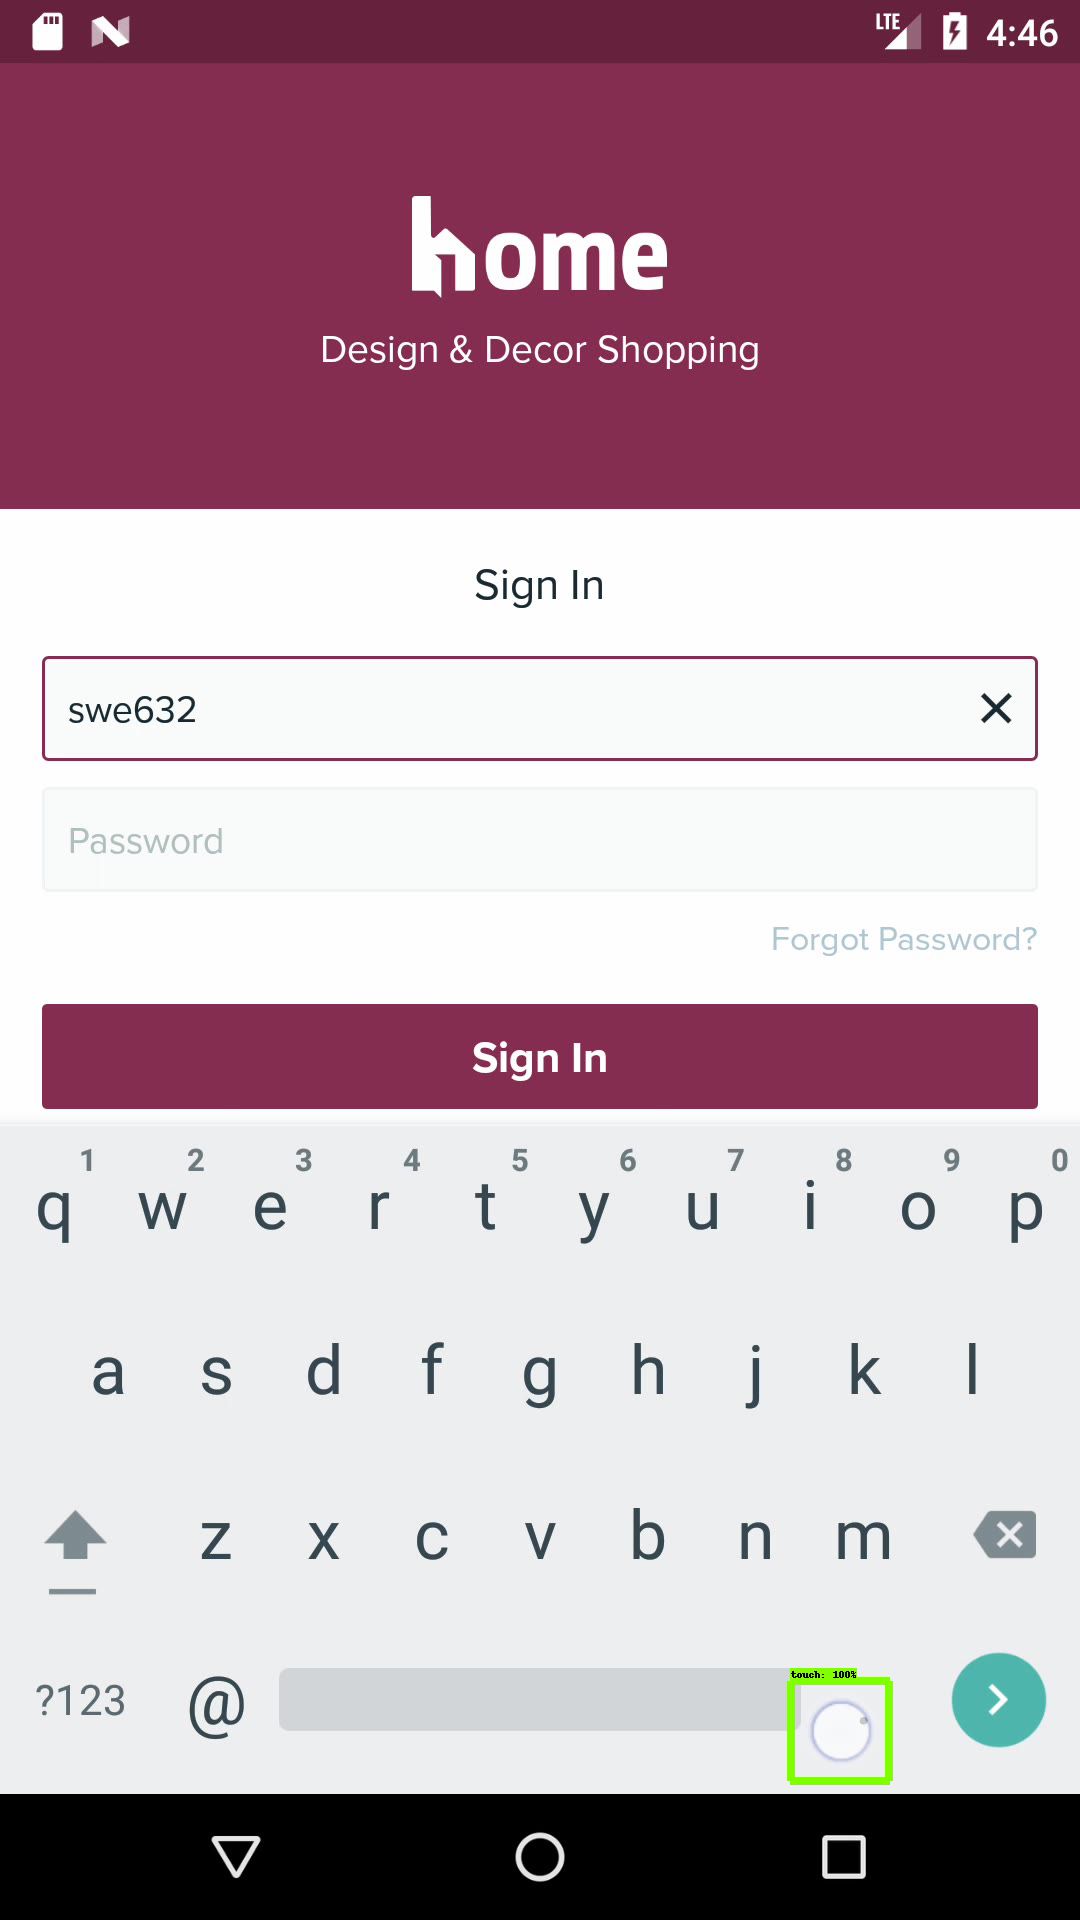 LTE 4:46
home
Design & Decor Shopping
Sign In
swe632
Password
Forgot Password?
Sign In
1 2 3 4 5 6 7 8 9 0
q w e r t y u i o p
a s d f g h j k l
z x c v b n m
touch: 100%
?123 @